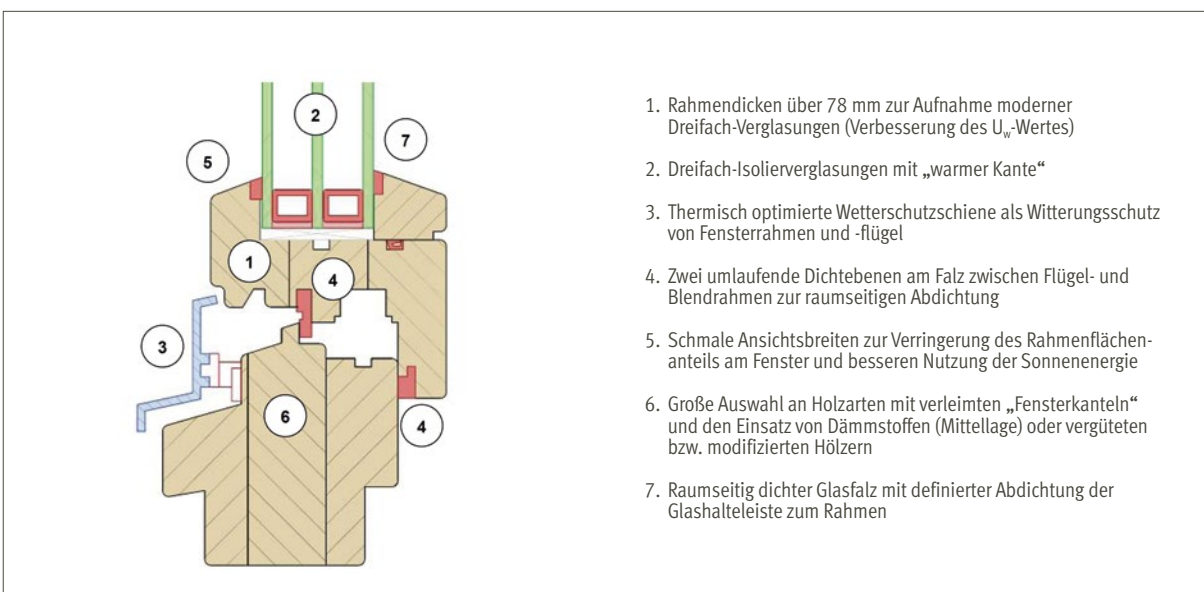 2
7
5
1
4
3
6
4
1. Rahmendicken über 78 mm zur Aufnahme moderner
Dreifach-Verglasungen (Verbesserung des Uw-Wertes)
2. Dreifach-Isolierverglasungen mit „warmer Kante“
3. Thermisch optimierte Wetterschutzschiene als Witterungsschutz
von Fensterrahmen und -flügel
4. Zwei umlaufende Dichtebenen am Falz zwischen Flügel- und
Blendrahmen zur raumseitigen Abdichtung
5. Schmale Ansichtsbreiten zur Verringerung des Rahmenflächen-
anteils am Fenster und besseren Nutzung der Sonnenenergie
6. Große Auswahl an Holzarten mit verleimten „Fensterkanteln“
und den Einsatz von Dämmstoffen (Mittellage) oder vergüteten
bzw. modifizierten Hölzern
7. Raumseitig dichter Glasfalz mit definierter Abdichtung der
Glashalteleiste zum Rahmen